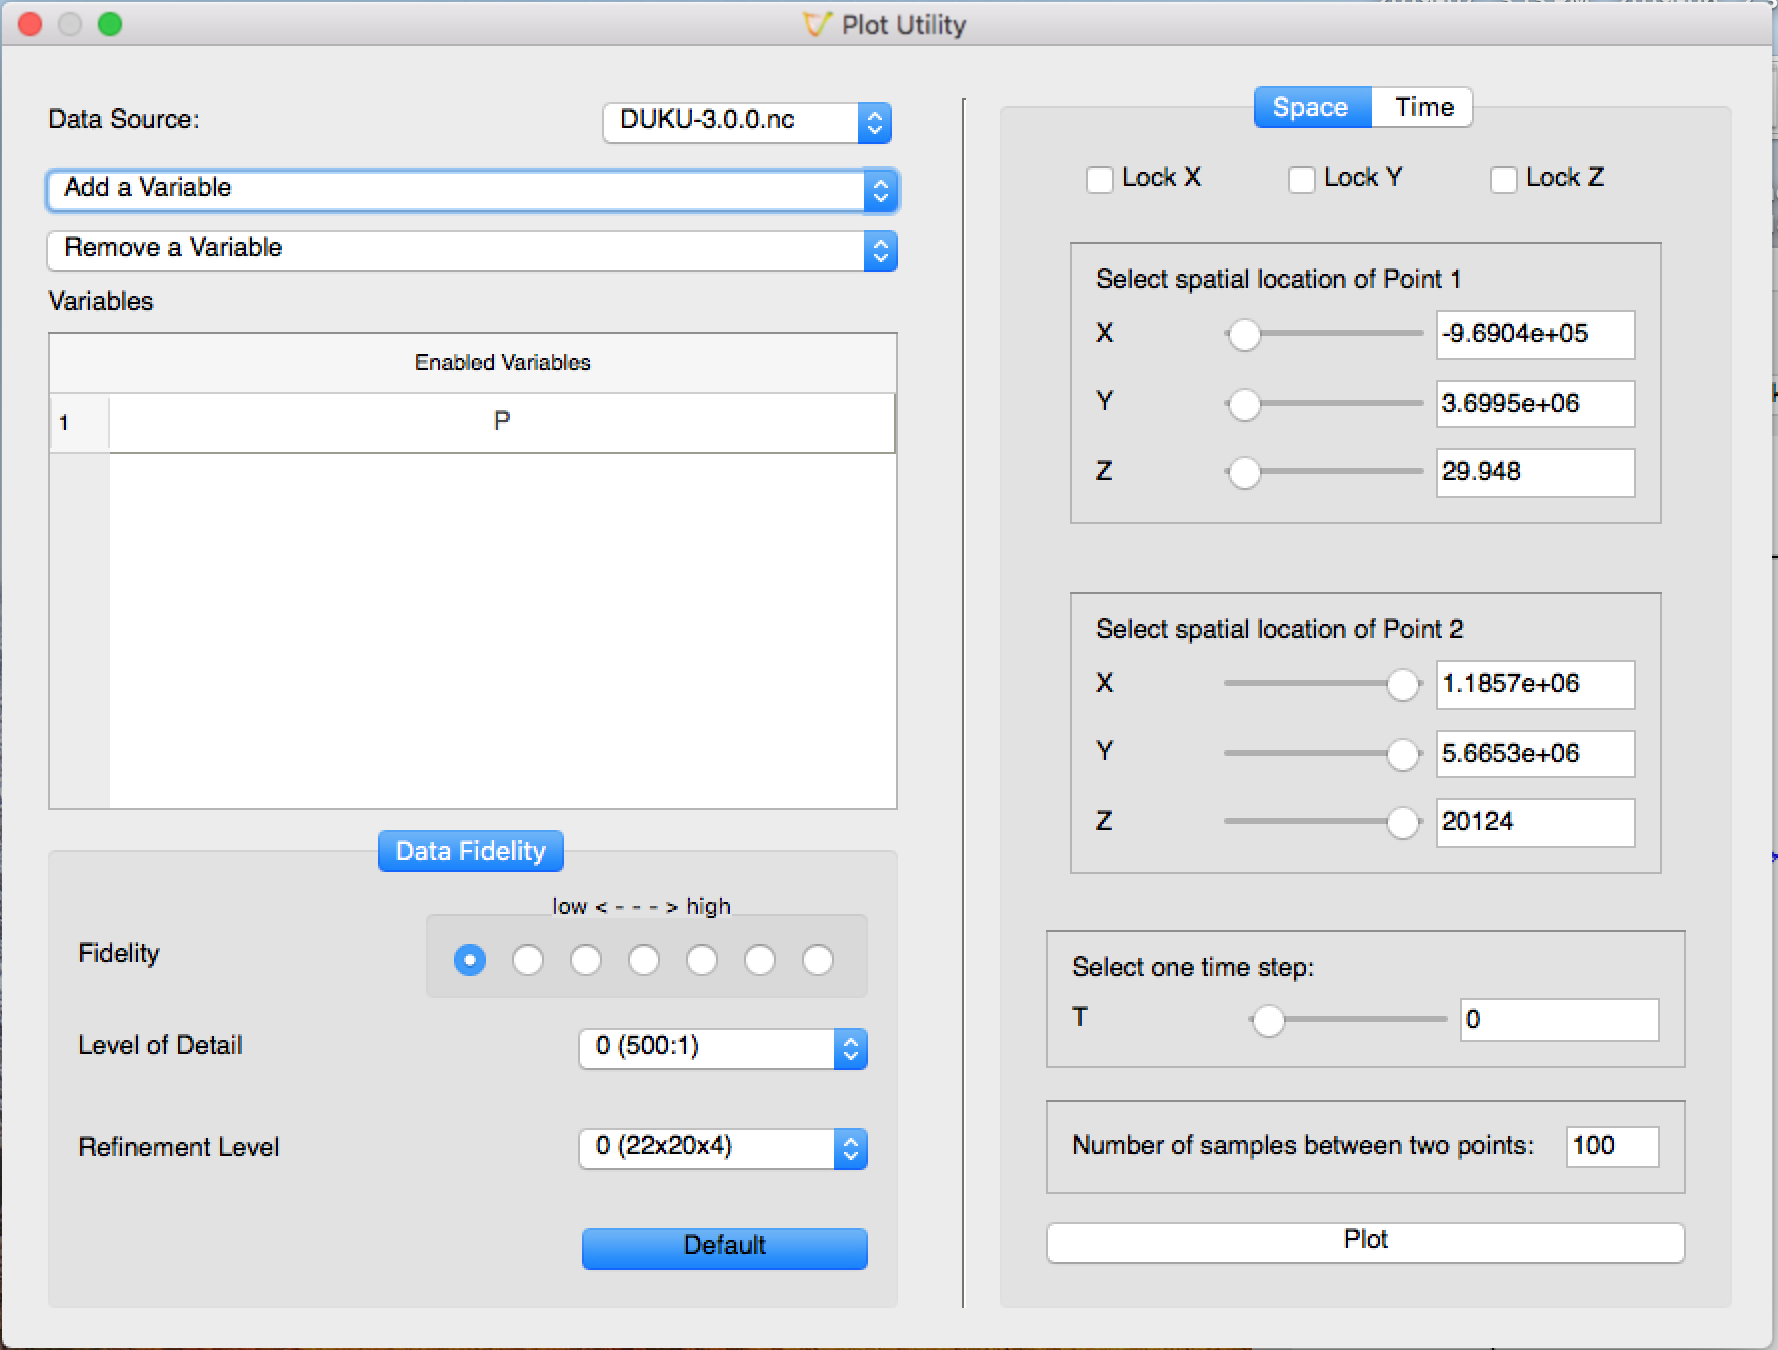 Plot Utility
Data Source:
DUKU-3.0.0.nc
Add a Variable
Remove a Variable
Variables
Enabled Variables
1
P
Data Fidelity
low < - - - > high
Fidelity
Level of Detail
0 (500:1)
Refinement Level
0 (22x20x4)
Default
Space
Time
Lock X
Lock Y
Lock Z
Select spatial location of Point 1
X
-9.6904e+05
Y
3.6995e+06
Z
29.948
Select spatial location of Point 2
X
1.1857e+06
Y
5.6653e+06
Z
20124
Select one time step:
T
0
Number of samples between two points:
100
Plot